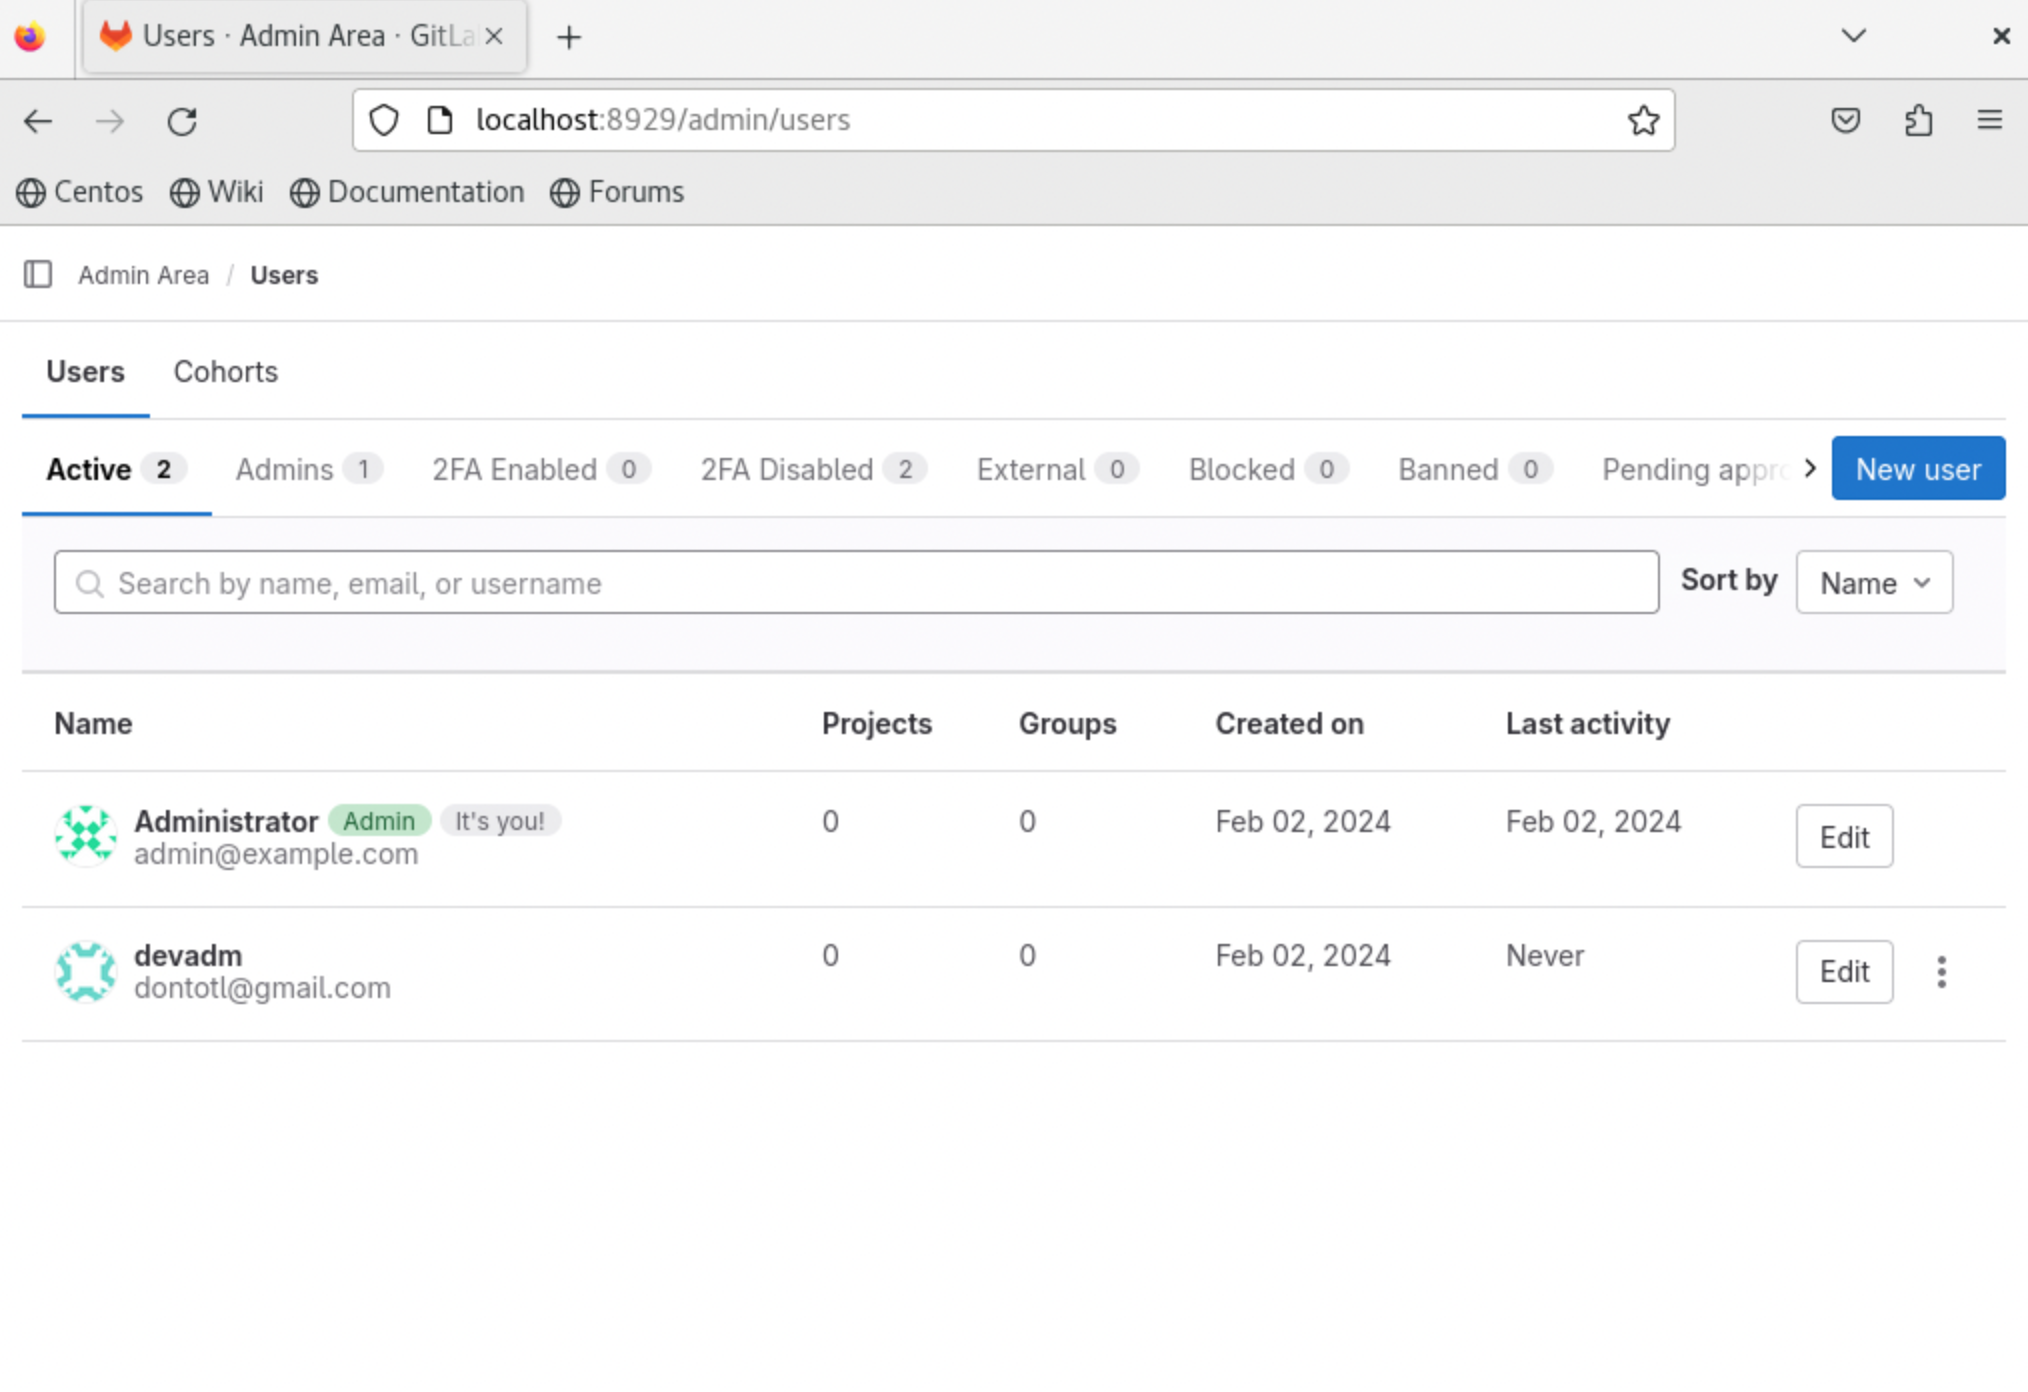 Users · Admin Area · GitLa
localhost:8929/admin/users
Centos Wiki Documentation Forums
Admin Area / Users
Users Cohorts
Active 2 Admins 1 2FA Enabled 0 2FA Disabled 2 External 0 Blocked 0 Banned 0 Pending appro New user
Search by name, email, or username Sort by Name
Name Projects Groups Created on Last activity
Administrator Admin It's you! 0 0 Feb 02, 2024 Feb 02, 2024 Edit
admin@example.com
devadm 0 0 Feb 02, 2024 Never Edit
dontotl@gmail.com